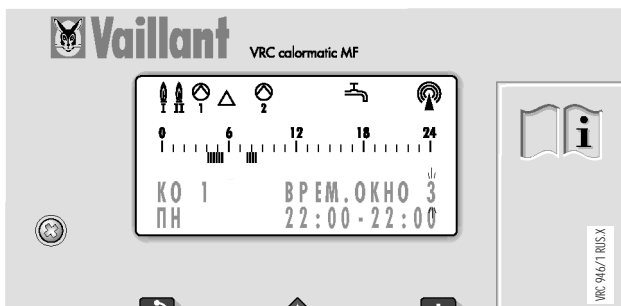 Vaillant
VRC calormatic MF
I II 1 2
0 6 12 18 24
КО 1 ВРЕМ.ОКНО 3
ПН 22:00-22:00
i
VRC 946/1 RUS.X